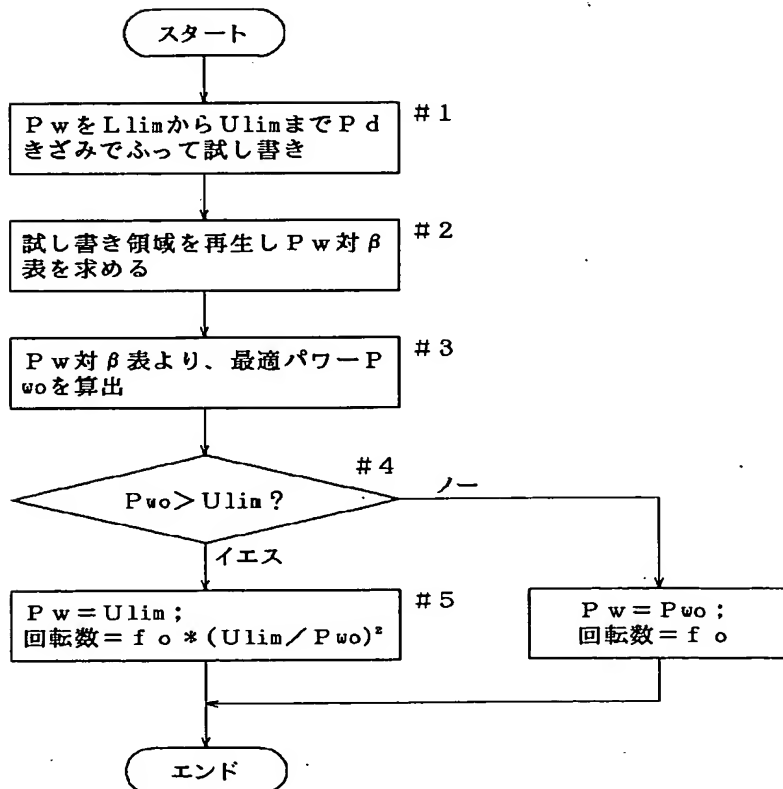 スタート
PwをLlimからUlimまでPd
きざみでふって試し書き
#1
試し書き領域を再生しPw対β
表を求める
#2
Pw対β表より、最適パワーP
woを算出
#3
#4
Pwo>Ulim?
ノー
イエス
Pw=Ulim;
回転数=fo*(Ulim/Pwo)²
#5
Pw=Pwo;
回転数=fo
エンド